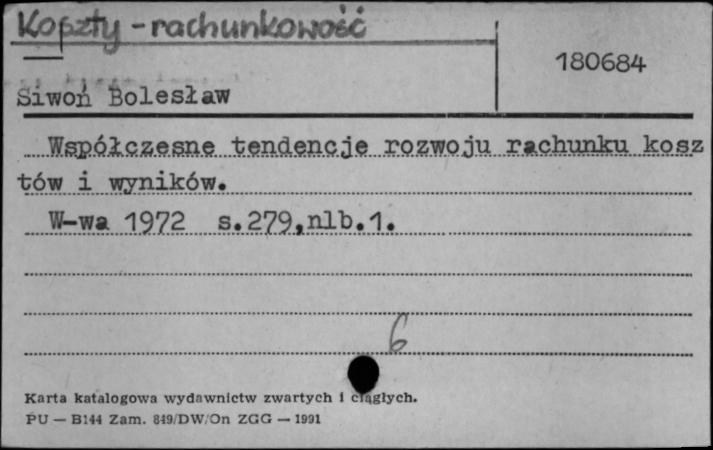 Koszty - rachunkowość
180684
Siwoń Bolesław
Współczesne tendencje rozwoju rachunku kosz
tów i wyników.
W-wa 1972 s.279,nlb.1.
6
Karta katalogowa wydawnictw zwartych i ciągłych.
PU — B144 Zam. 849/DW/On ZGG — 1991